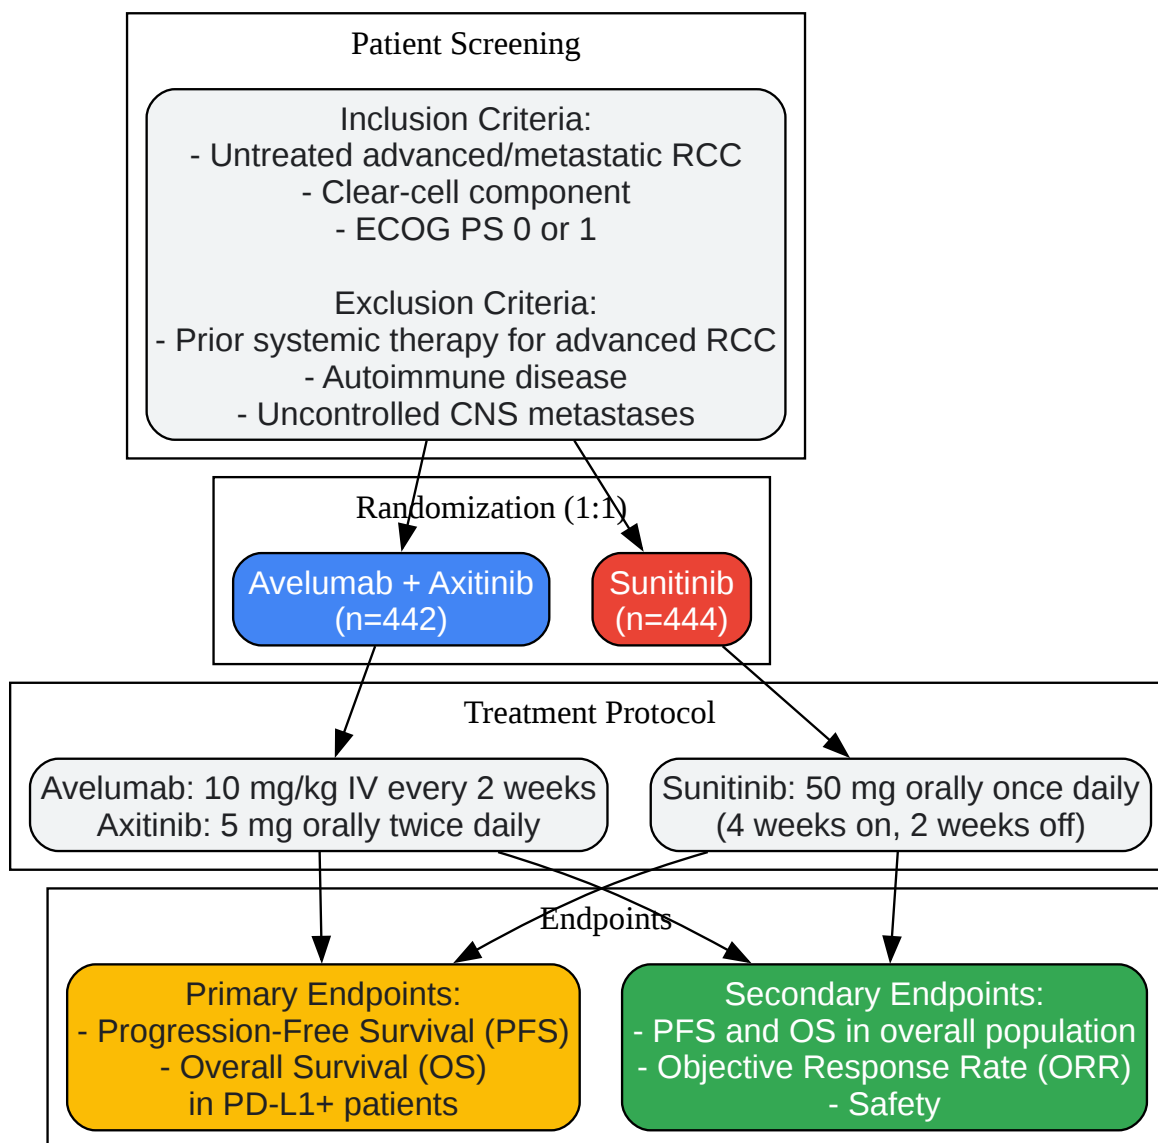 Patient Screening
Inclusion Criteria:
- Untreated advanced/metastatic RCC
- Clear-cell component
- ECOG PS 0 or 1
Exclusion Criteria:
- Prior systemic therapy for advanced RCC
- Autoimmune disease
- Uncontrolled CNS metastases
Randomization (1:1)
Avelumab + Axitinib
(n=442)
Sunitinib
(n=444)
Treatment Protocol
Avelumab: 10 mg/kg IV every 2 weeks
Axitinib: 5 mg orally twice daily
Sunitinib: 50 mg orally once daily
(4 weeks on, 2 weeks off)
Endpoints
Primary Endpoints:
- Progression-Free Survival (PFS)
- Overall Survival (OS)
in PD-L1+ patients
Secondary Endpoints:
- PFS and OS in overall population
- Objective Response Rate (ORR)
- Safety